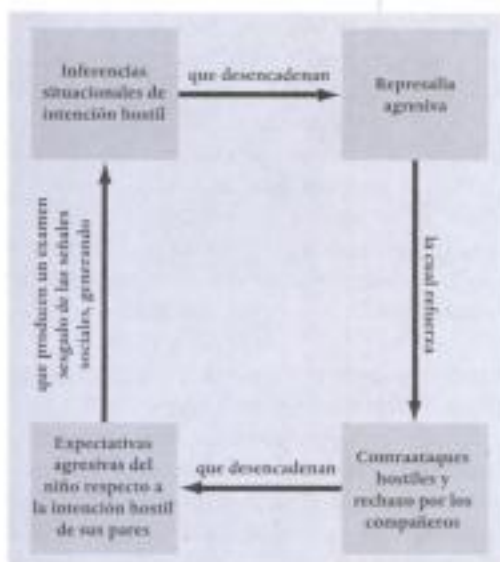 Inferencias
situacionales de
intención hostil
que desencadenan
Represalia
agresiva
la cual refuerza
Contraataques
hostiles y
rechazo por los
compañeros
que desencadenan
Expectativas
agresivas del
niño respecto a
la intención hostil
de sus pares
que producen un examen
sesgado de las señales
sociales, generando